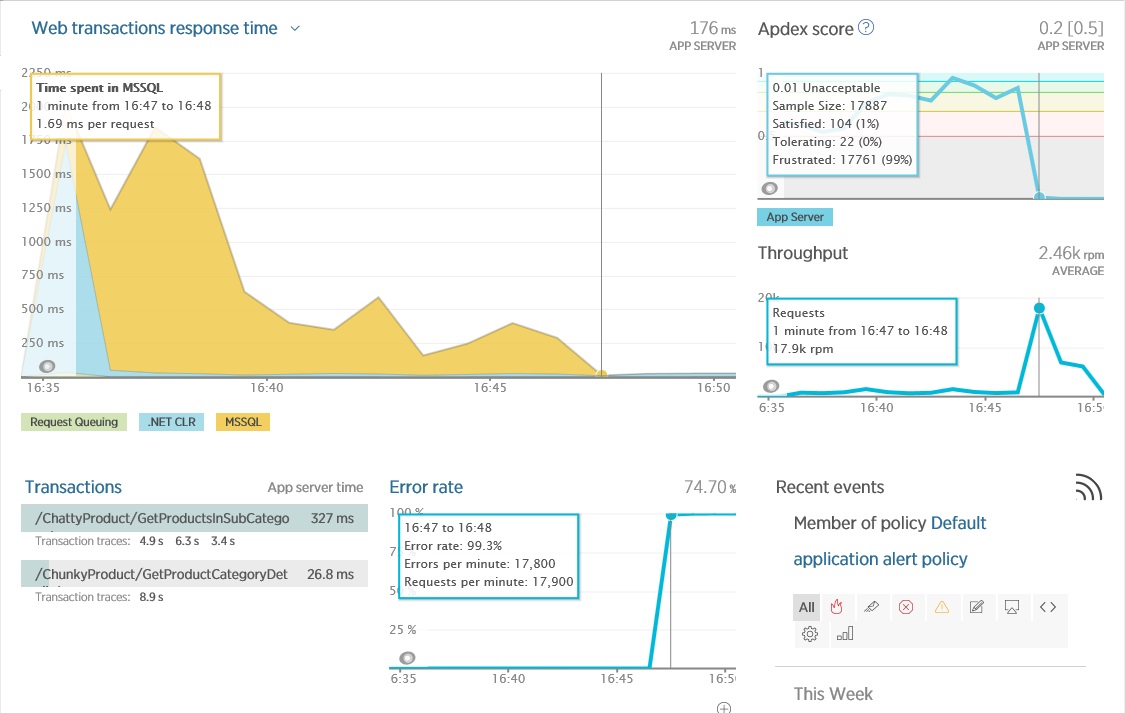 Web transactions response time
176 ms
APP SERVER
2250 ms
Time spent in MSSQL
1 minute from 16:47 to 16:48
1.69 ms per request
1750 ms
1500 ms
1250 ms
1000 ms
750 ms
500 ms
250 ms
16:35
16:40
16:45
16:50
Request Queuing
.NET CLR
MSSQL
Apdex score
0.2 [0.5]
APP SERVER
1
0.01 Unacceptable
Sample Size: 17887
Satisfied: 104 (1%)
Tolerating: 22 (0%)
Frustrated: 17761 (99%)
App Server
Throughput
2.46k rpm
AVERAGE
20k
Requests
1 minute from 16:47 to 16:48
17.9k rpm
6:35
16:40
16:45
16:5
Transactions
App server time
/ChattyProduct/GetProductsInSubCatego
327 ms
Transaction traces: 4.9 s 6.3 s 3.4 s
/ChunkyProduct/GetProductCategoryDet
26.8 ms
Transaction traces: 8.9 s
Error rate
74.70 %
100 %
16:47 to 16:48
Error rate: 99.3%
Errors per minute: 17,800
Requests per minute: 17,900
25 %
6:35
16:40
16:45
16:5
Recent events
Member of policy Default
application alert policy
All
This Week